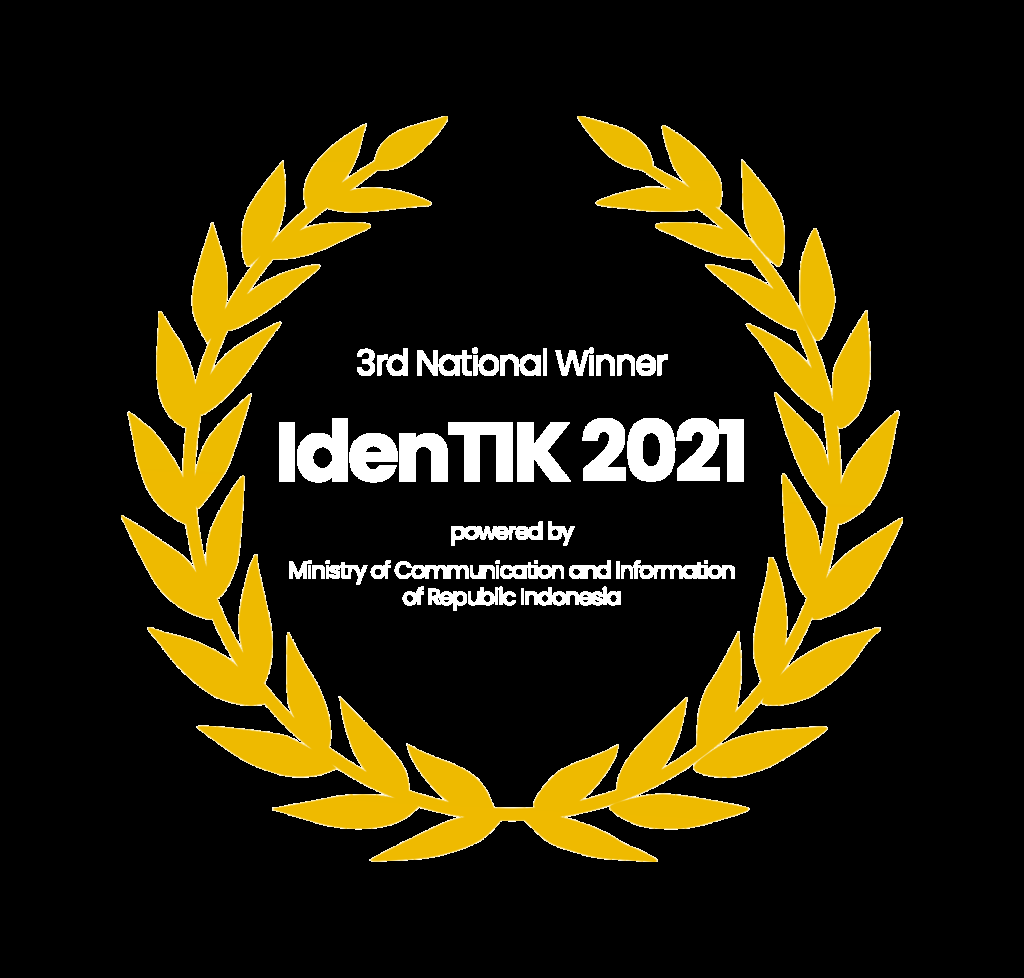 3rd National Winner
IdenTIK 2021
powered by
Ministry of Communication and Information
of Republic Indonesia